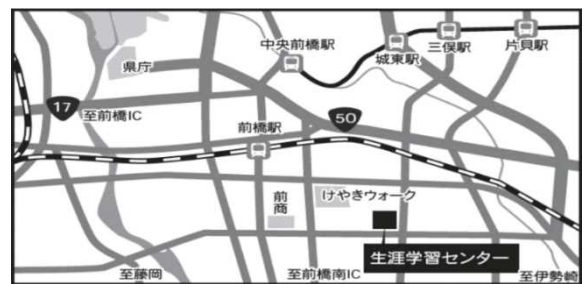 中央前橋駅
城東駅
三俣駅
片貝駅
県庁
17
至前橋IC
50
前橋駅
前商
けやきウォーク
生涯学習センター
至藤岡
至前橋南IC
至伊勢崎